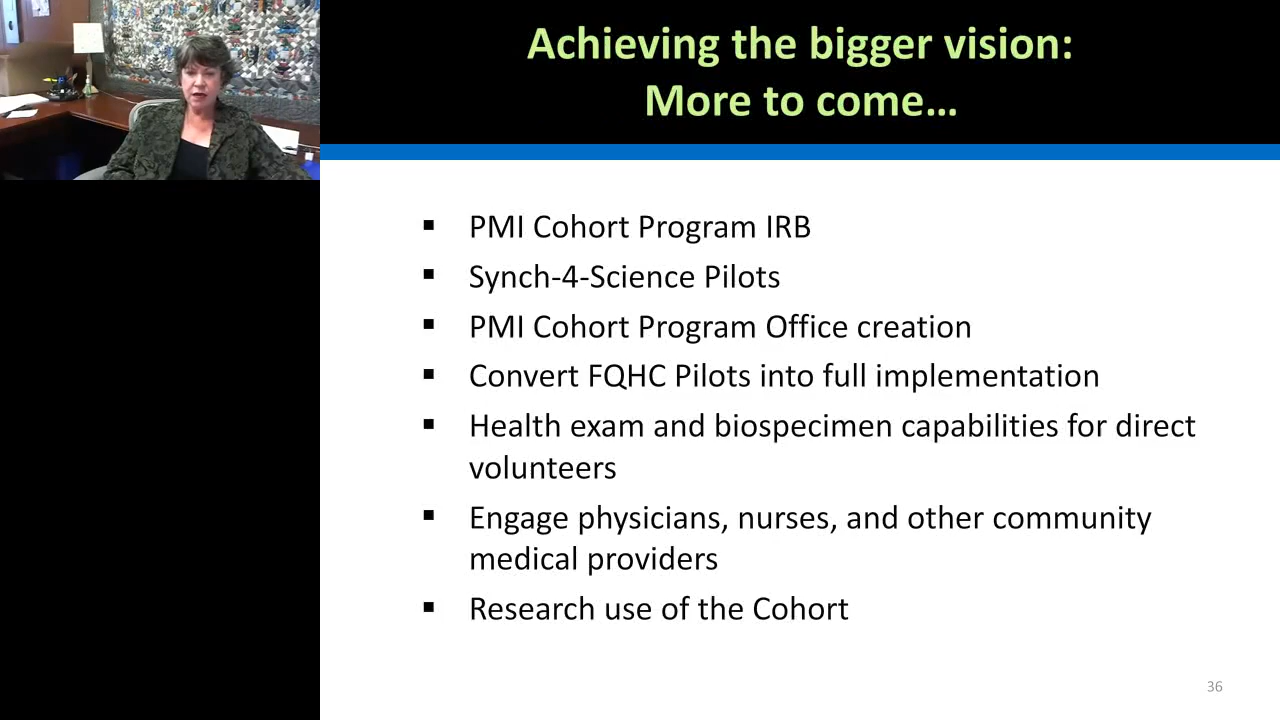 Achieving the bigger vision:
More to come…
▪ PMI Cohort Program IRB
▪ Synch-4-Science Pilots
▪ PMI Cohort Program Office creation
▪ Convert FQHC Pilots into full implementation
▪ Health exam and biospecimen capabilities for direct
volunteers
▪ Engage physicians, nurses, and other community
medical providers
▪ Research use of the Cohort
36